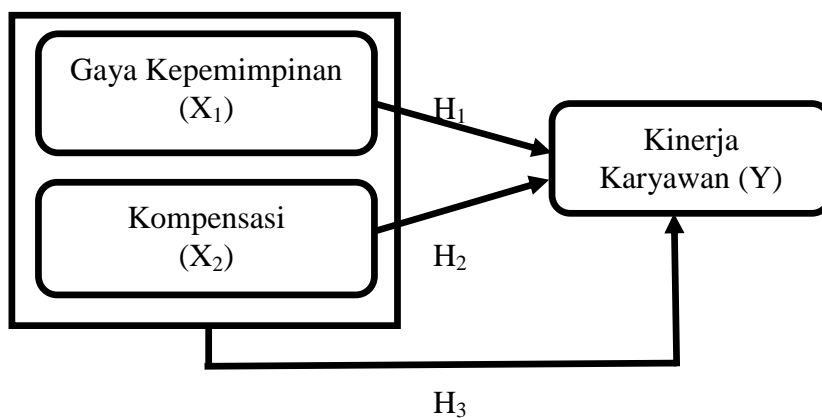 Gaya Kepemimpinan
(X₁)
H₁
Kinerja
Karyawan (Y)
Kompensasi
(X₂)
H₂
H₃